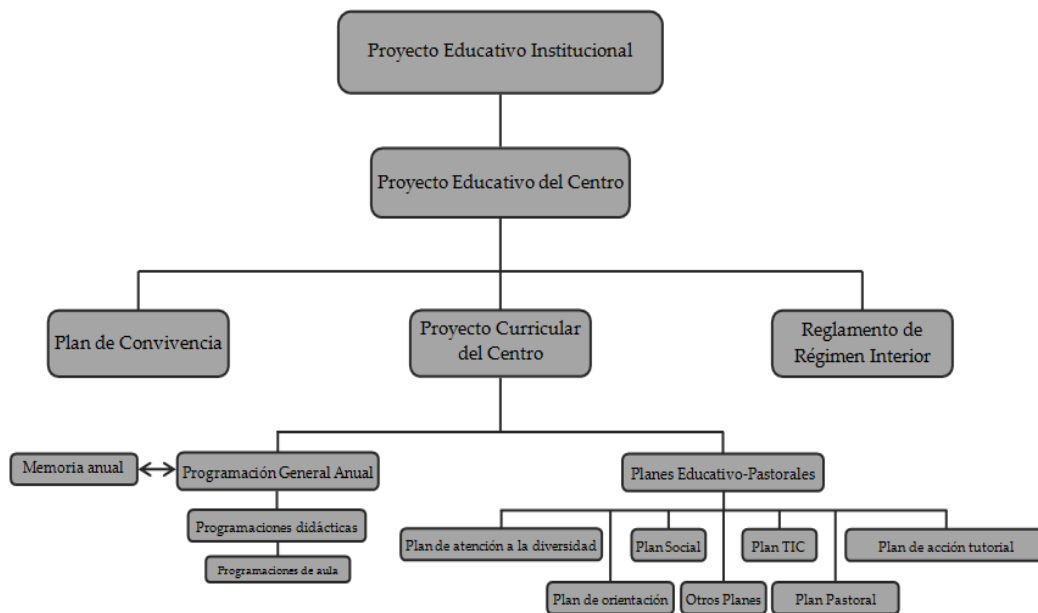 Proyecto Educativo Institucional
Proyecto Educativo del Centro
Plan de Convivencia
Proyecto Curricular
del Centro
Reglamento de
Régimen Interior
Memoria anual
Programación General Anual
Planes Educativo-Pastorales
Programaciones didácticas
Programaciones de aula
Plan de atención a la diversidad
Plan Social
Plan TIC
Plan de acción tutorial
Plan de orientación
Otros Planes
Plan Pastoral